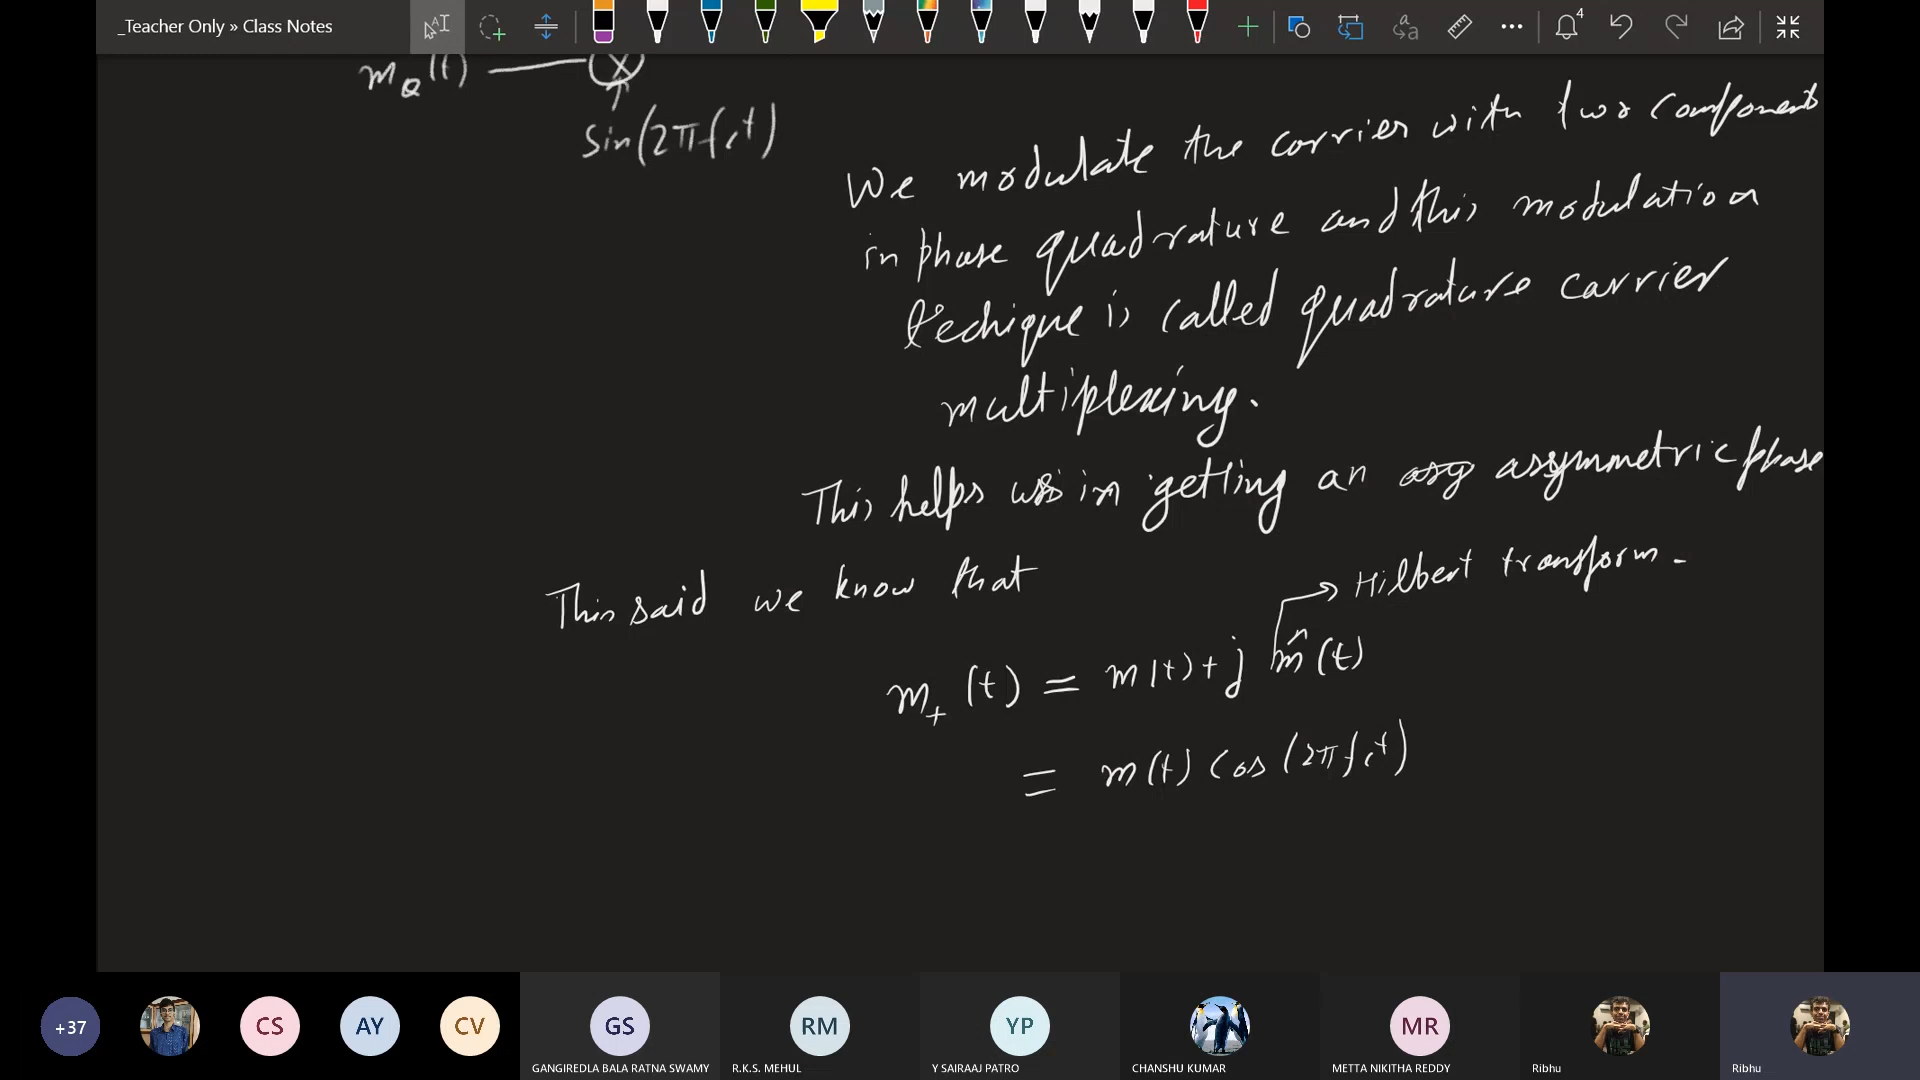 _Teacher Only » Class Notes
4
m_Q(t)
X
sin(2πf_c t)
We modulate the carrier with two components
in phase quadrature and this modulation
techique is called quadrature carrier
multiplexing.
This helps us in getting an asymmetric phase
This said we know that
Hilbert transform.
m_+(t) = m(t) + j m̂(t)
= m(t) cos(2πf_c t)
+37
CS
AY
CV
GS
RM
YP
MR
GANGIREDLA BALA RATNA SWAMY
R.K.S. MEHUL
Y SAIRAAJ PATRO
CHANSHU KUMAR
METTA NIKITHA REDDY
Ribhu
Ribhu